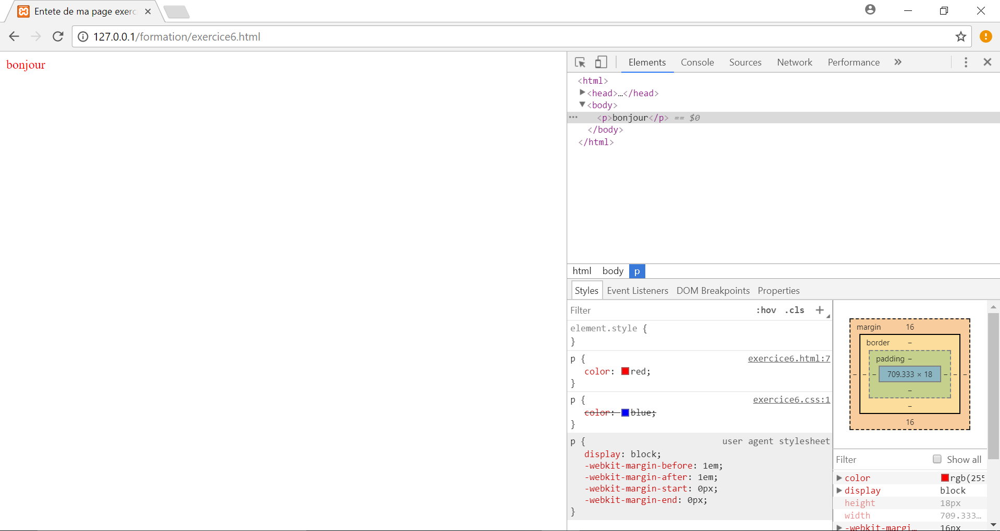 Entete de ma page exerc
127.0.0.1/formation/exercice6.html
bonjour
Elements Console Sources Network Performance »
<html>
<head>…</head>
<body>
<p>bonjour</p> == $0
</body>
</html>
html body p
Styles Event Listeners DOM Breakpoints Properties
Filter :hov .cls +
element.style {
}
p { exercice6.html:7
color: red;
}
p { exercice6.css:1
color: blue;
}
p { user agent stylesheet
display: block;
-webkit-margin-before: 1em;
-webkit-margin-after: 1em;
-webkit-margin-start: 0px;
-webkit-margin-end: 0px;
}
margin 16
border –
padding –
– – – 709.333 × 18 – – –
–
–
16
Filter Show all
color rgb(255
display block
height 18px
width 709.333…
-webkit-margi… 16px